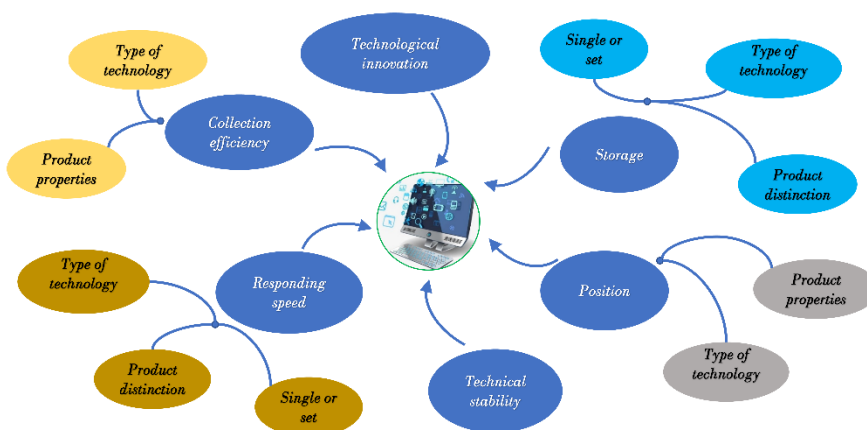 Type of
technology
Product
properties
Collection
efficiency
Technological
innovation
Single or
set
Type of
technology
Product
distinction
Storage
Type of
technology
Product
distinction
Single or
set
Responding
speed
Technical
stability
Position
Product
properties
Type of
technology